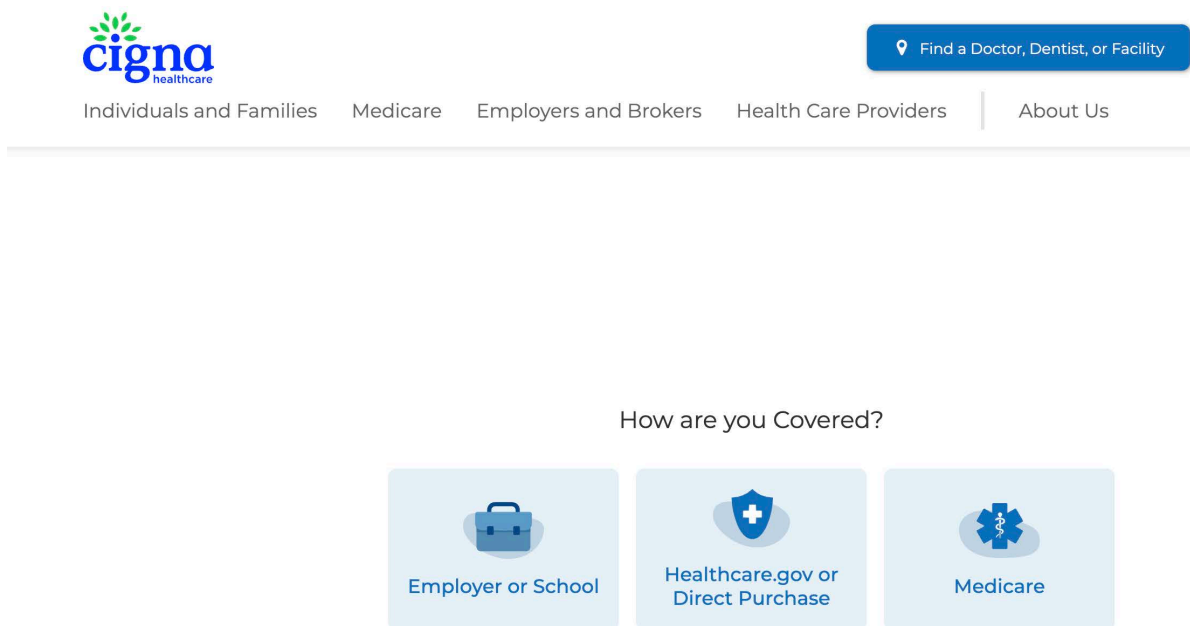 cigna
healthcare
Find a Doctor, Dentist, or Facility
Individuals and Families Medicare Employers and Brokers Health Care Providers About Us
How are you Covered?
Employer or School
Healthcare.gov or
Direct Purchase
Medicare